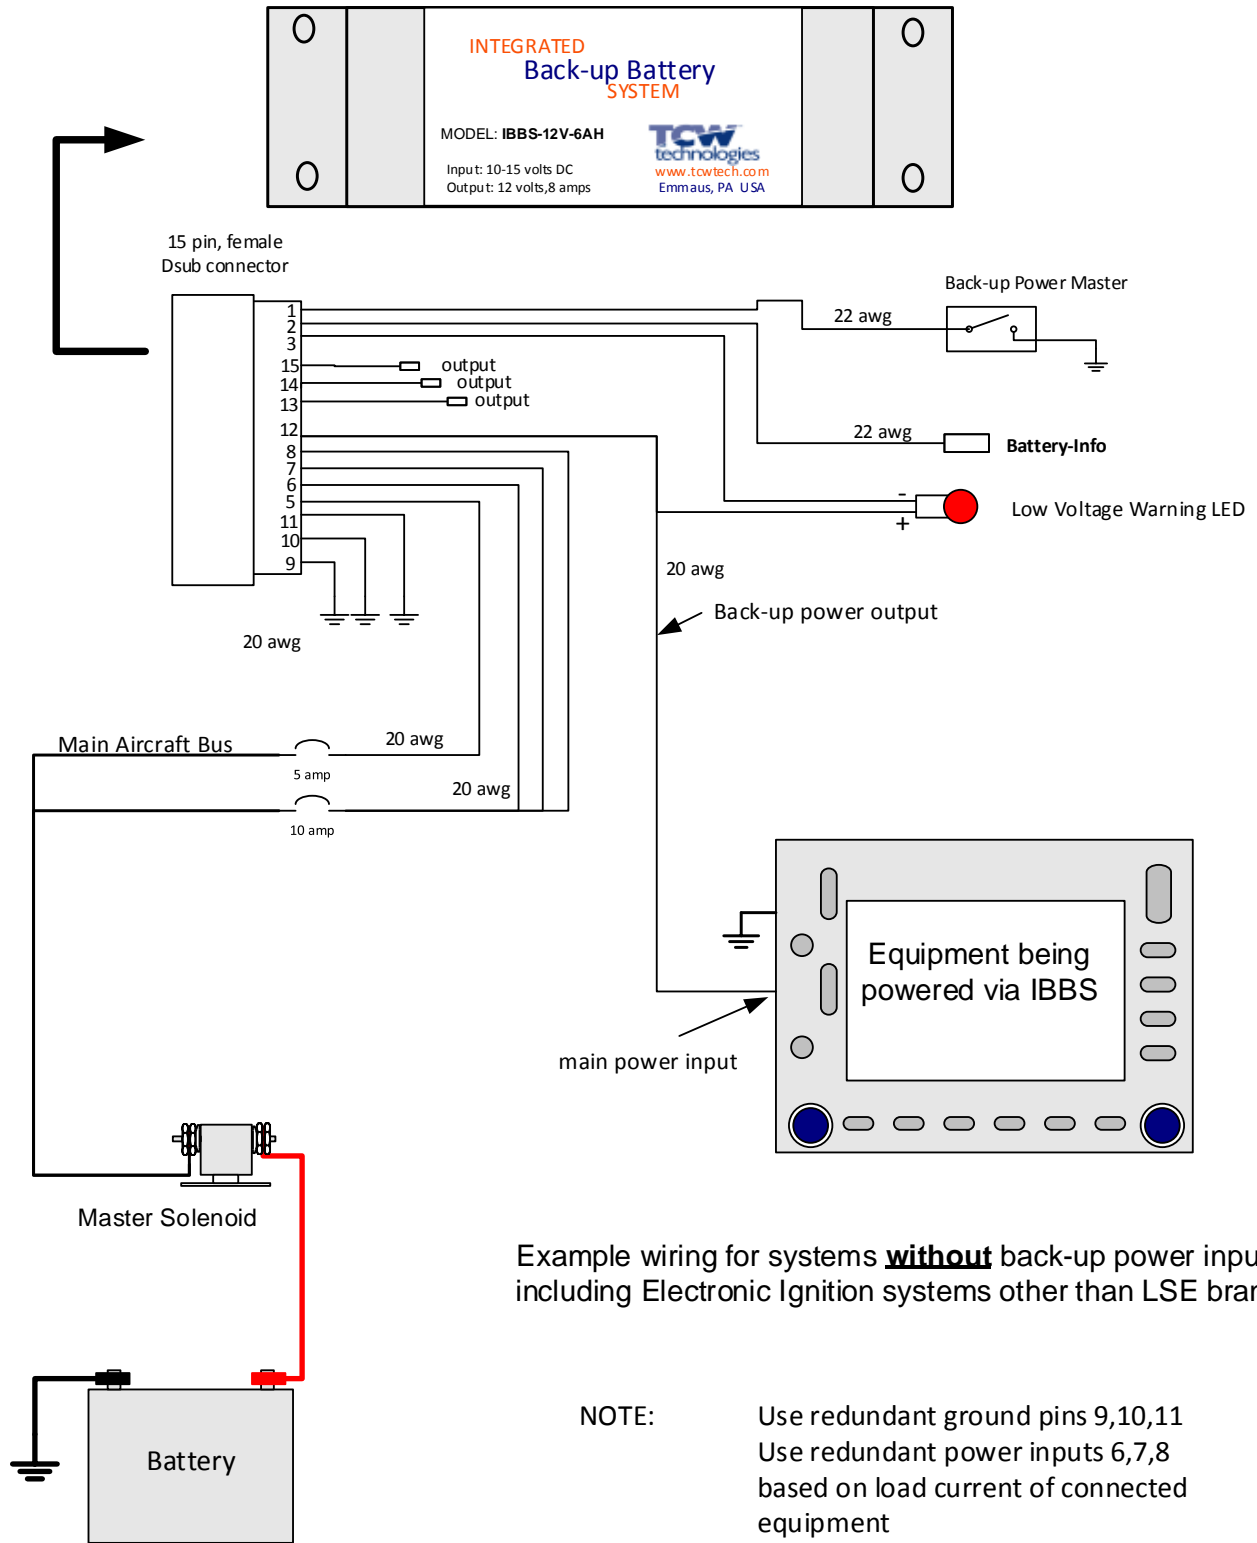 INTEGRATED
Back-up Battery
SYSTEM
MODEL: IBBS-12V-6AH
Input: 10-15 volts DC
Output: 12 volts,8 amps
TCW
technologies
www.tcwtech.com
Emmaus, PA USA
15 pin, female
Dsub connector
1
2
3
15
14
13
12
8
7
6
5
11
10
9
output
output
output
Back-up Power Master
22 awg
22 awg
Battery-Info
-
+
Low Voltage Warning LED
20 awg
Back-up power output
20 awg
Main Aircraft Bus
20 awg
5 amp
20 awg
10 amp
Equipment being
powered via IBBS
main power input
Master Solenoid
Example wiring for systems without back-up power inpu
including Electronic Ignition systems other than LSE bran
Battery
NOTE:
Use redundant ground pins 9,10,11
Use redundant power inputs 6,7,8
based on load current of connected
equipment